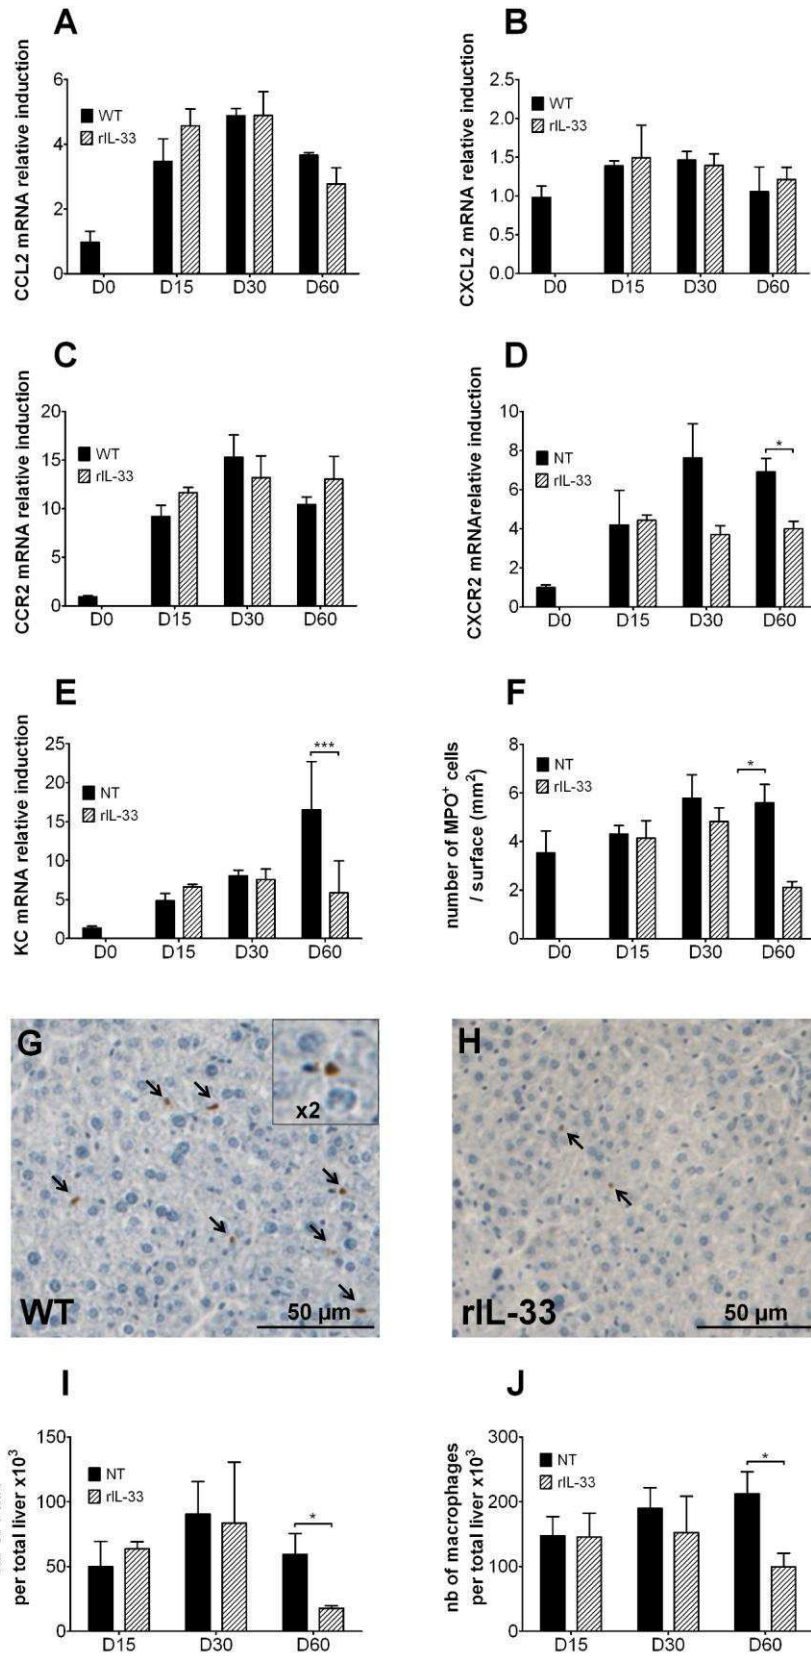 A
CCL2 mRNA relative induction
6
4
2
0
WT
rIL-33
D0 D15 D30 D60
B
CXCL2 mRNA relative induction
2.5
2.0
1.5
1.0
0.5
0.0
WT
rIL-33
D0 D15 D30 D60
C
CCR2 mRNA relative induction
20
15
10
5
0
WT
rIL-33
D0 D15 D30 D60
D
CXCR2 mRNArelative induction
10
8
6
4
2
0
NT
rIL-33
*
D0 D15 D30 D60
E
KC mRNA relative induction
25
20
15
10
5
0
NT
rIL-33
***
D0 D15 D30 D60
F
number of MPO⁺ cells
/ surface (mm²)
8
6
4
2
0
NT
rIL-33
*
D0 D15 D30 D60
G
x2
WT
50 µm
H
rIL-33
50 µm
I
per total liver x10³
150
100
50
0
NT
rIL-33
*
D15 D30 D60
J
nb of macrophages
per total liver x10³
300
200
100
0
NT
rIL-33
*
D15 D30 D60